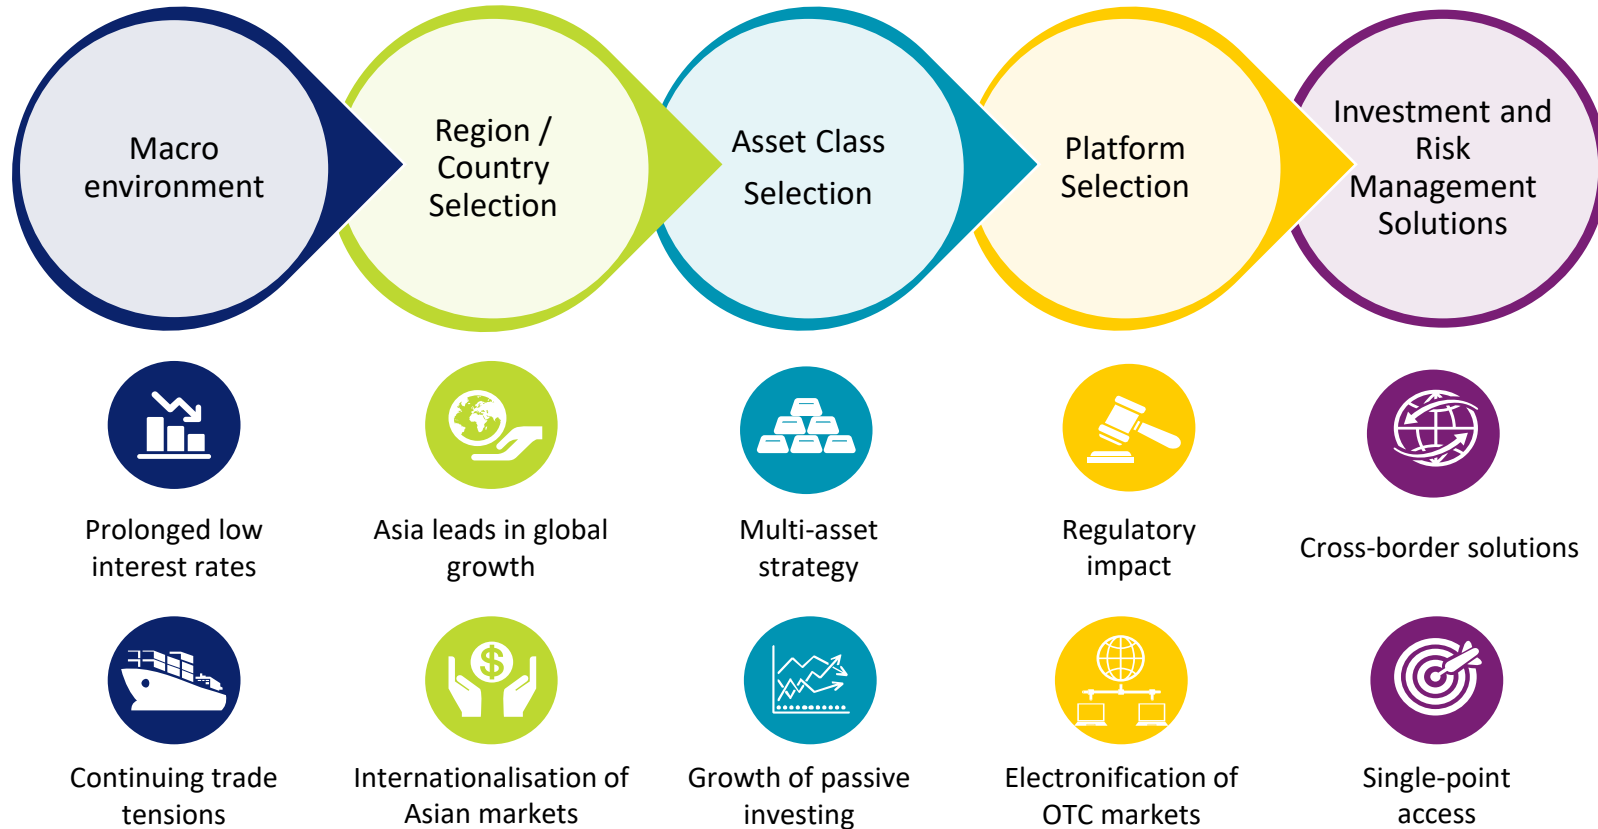 Macro
environment
Region /
Country
Selection
Asset Class
Selection
Platform
Selection
Investment and
Risk
Management
Solutions
Prolonged low
interest rates
Asia leads in global
growth
Multi-asset
strategy
Regulatory
impact
Cross-border solutions
$
Continuing trade
tensions
Internationalisation of
Asian markets
Growth of passive
investing
Electronification of
OTC markets
Single-point
access